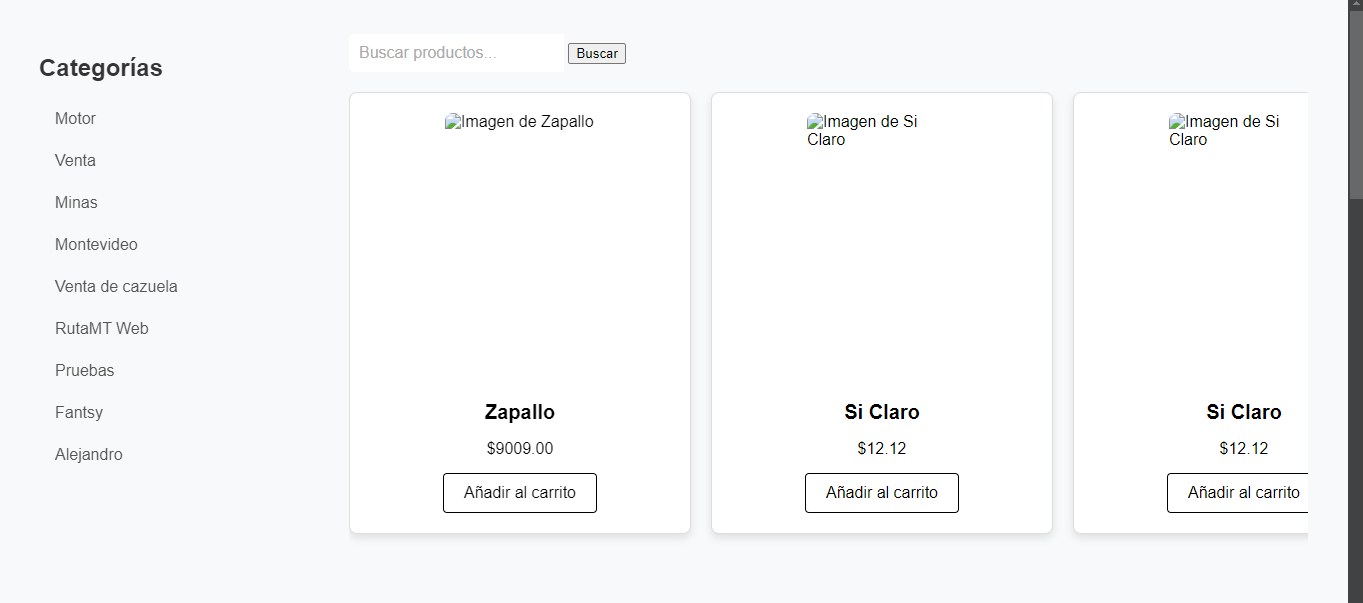 Categorías
Motor
Venta
Minas
Montevideo
Venta de cazuela
RutaMT Web
Pruebas
Fantsy
Alejandro
Buscar productos...
Buscar
Imagen de Zapallo
Zapallo
$9009.00
Añadir al carrito
Imagen de Si
Claro
Si Claro
$12.12
Añadir al carrito
Imagen de Si
Claro
Si Claro
$12.12
Añadir al carrito